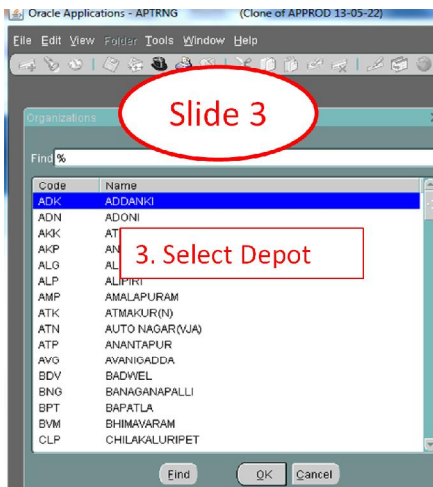 Oracle Applications - APTRNG (Clone of APPROD 13-05-22)
File Edit View Folder Tools Window Help
Slide 3
Organizations
Find %
Code Name
ADK ADDANKI
ADN ADONI
AKK AT
AKP AN
3. Select Depot
ALG AL
ALP ALIPIRI
AMP AMALAPURAM
ATK ATMAKUR(N)
ATN AUTO NAGAR(VJA)
ATP ANANTAPUR
AVG AVANIGADDA
BDV BADWEL
BNG BANAGANAPALLI
BPT BAPATLA
BVM BHIMAVARAM
CLP CHILAKALURIPET
Find OK Cancel